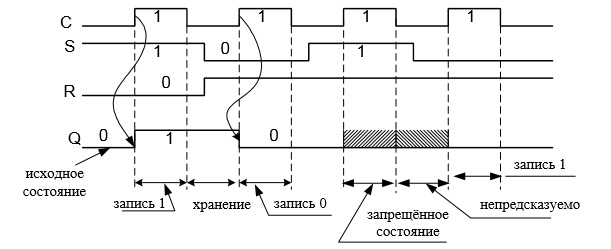 C 1 1 1 1
S 1 0 1
R 0
Q 0 1 0
исходное
состояние
запись 1
хранение
запись 0
запрещённое
состояние
непредсказуемо
запись 1